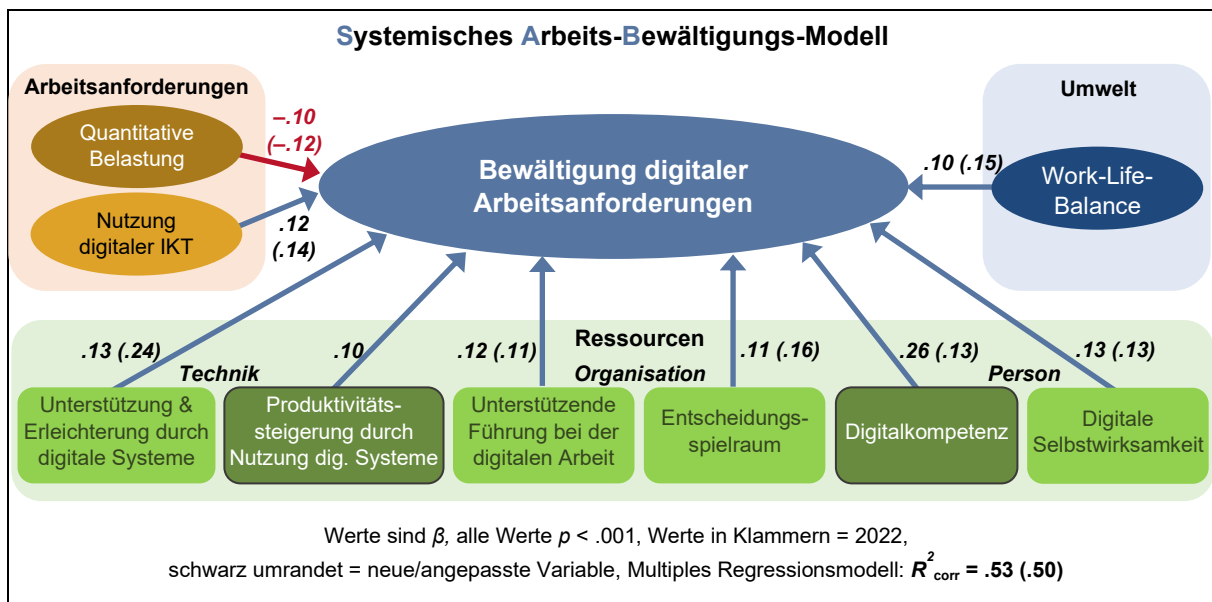 Systemisches Arbeits-Bewältigungs-Modell
Arbeitsanforderungen
Quantitative
Belastung
–.10
(–.12)
Nutzung
digitaler IKT
.12
(.14)
Bewältigung digitaler
Arbeitsanforderungen
Umwelt
.10 (.15)
Work-Life-
Balance
Ressourcen
.13 (.24)
.10
.12 (.11)
.11 (.16)
.26 (.13)
.13 (.13)
Technik
Organisation
Person
Unterstützung &
Erleichterung durch
digitale Systeme
Produktivitäts-
steigerung durch
Nutzung dig. Systeme
Unterstützende
Führung bei der
digitalen Arbeit
Entscheidungs-
spielraum
Digitalkompetenz
Digitale
Selbstwirksamkeit
Werte sind β, alle Werte p < .001, Werte in Klammern = 2022,
schwarz umrandet = neue/angepasste Variable, Multiples Regressionsmodell: R²corr = .53 (.50)